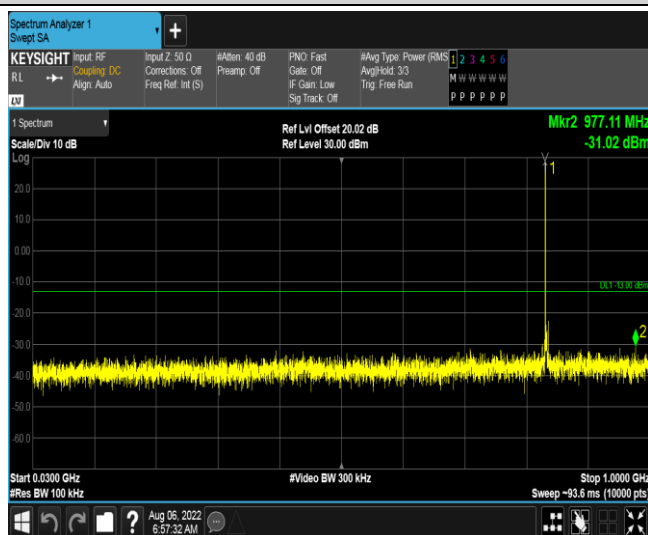 Spectrum Analyzer 1
Swept SA
+
KEYSIGHT
RL
LXI
Input: RF
Coupling: DC
Align: Auto
Input Z: 50 Ω
Corrections: Off
Freq Ref: Int (S)
#Atten: 40 dB
Preamp: Off
PNO: Fast
Gate: Off
IF Gain: Low
Sig Track: Off
#Avg Type: Power (RMS
Avg|Hold: 3/3
Trig: Free Run
1 2 3 4 5 6
M W W W W W
P P P P P P
1 Spectrum
Scale/Div 10 dB
Ref Lvl Offset 20.02 dB
Ref Level 30.00 dBm
Mkr2 977.11 MHz
-31.02 dBm
Log
1
20.0
10.0
0.00
-10.0
DL1 -13.00 dBm
2
-30.0
-40.0
-50.0
-60.0
Start 0.0300 GHz
#Res BW 100 kHz
#Video BW 300 kHz
Stop 1.0000 GHz
Sweep ~93.6 ms (10000 pts)
?
Aug 06, 2022
6:57:32 AM